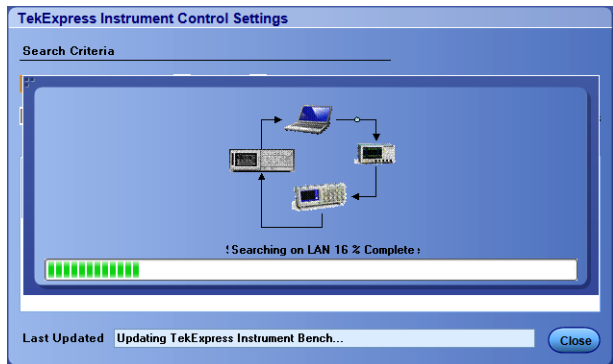 TekExpress Instrument Control Settings
Search Criteria
Searching on LAN 16 % Complete
Last Updated Updating TekExpress Instrument Bench...
Close